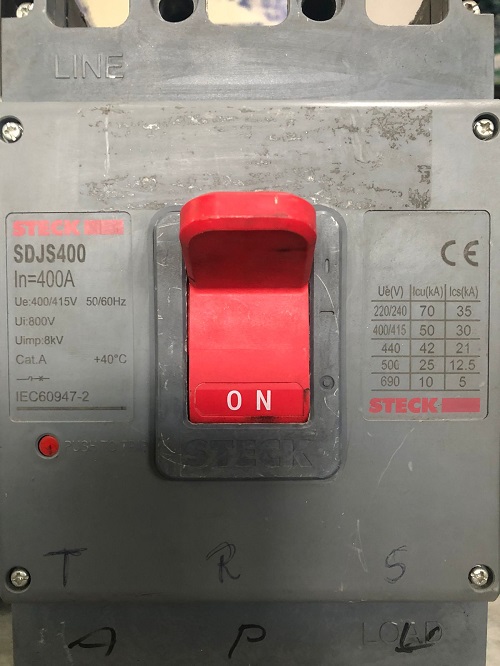 LINE
STECK
SDJS400
In=400A
Ue:400/415V 50/60Hz
Ui:800V
Uimp:8kV
Cat.A +40°C
IEC60947-2
I
O
ON
STECK
CE
Ue(V) Icu(kA) Ics(kA)
220/240 70 35
400/415 50 30
440 42 21
500 25 12.5
690 10 5
STECK
T R S
A P L
LOAD